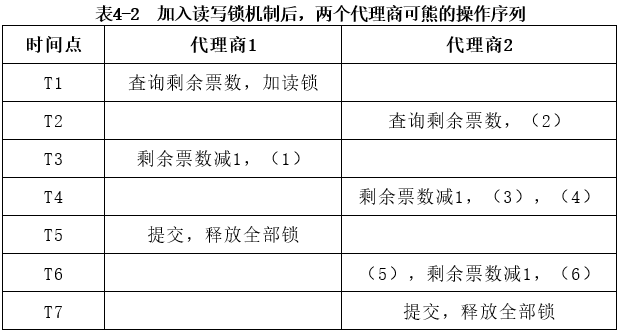 表4-2 加入读写锁机制后，两个代理商可熊的操作序列
时间点 代理商1 代理商2
T1 查询剩余票数，加读锁
T2 查询剩余票数，（2）
T3 剩余票数减1，（1）
T4 剩余票数减1，（3），（4）
T5 提交，释放全部锁
T6 （5），剩余票数减1，（6）
T7 提交，释放全部锁